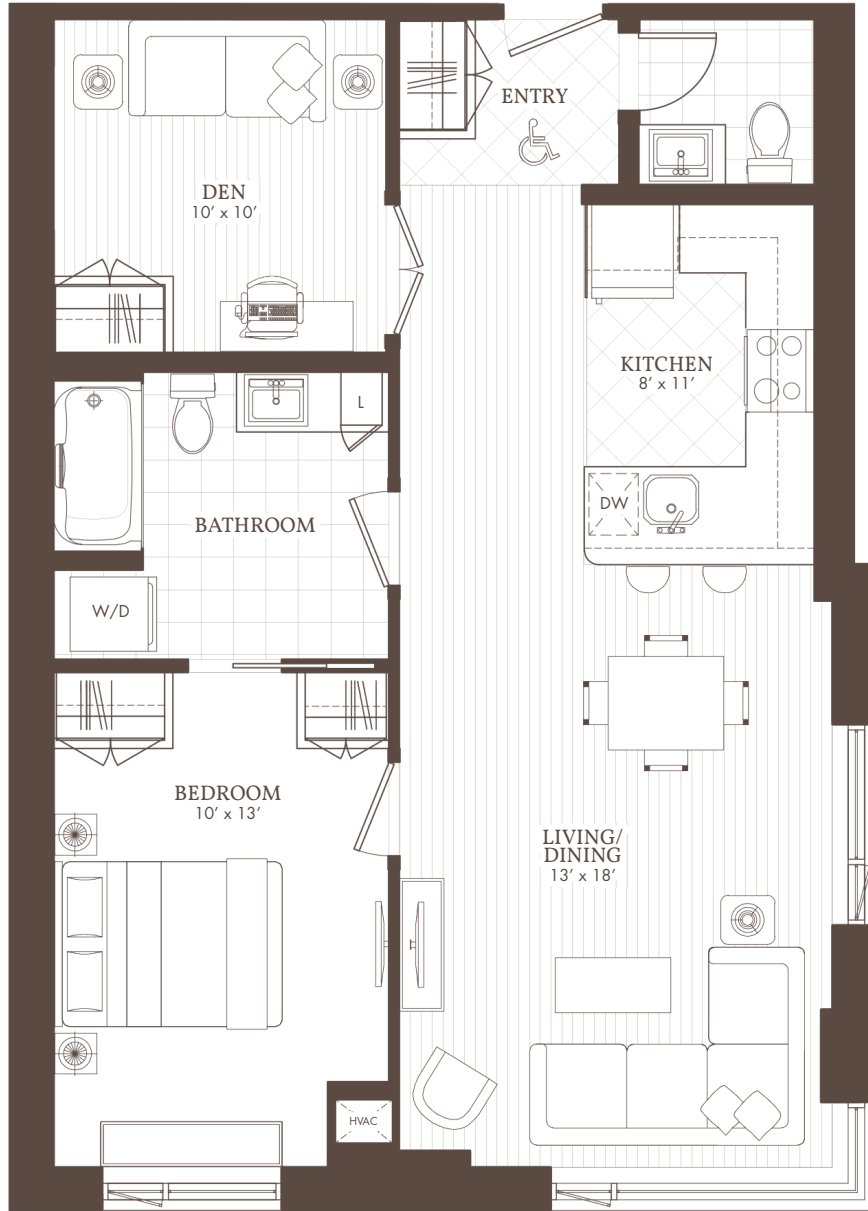 ENTRY
DEN
10’ x 10’
KITCHEN
8’ x 11’
L
DW
BATHROOM
W/D
BEDROOM
10’ x 13’
LIVING/
DINING
13’ x 18’
HVAC